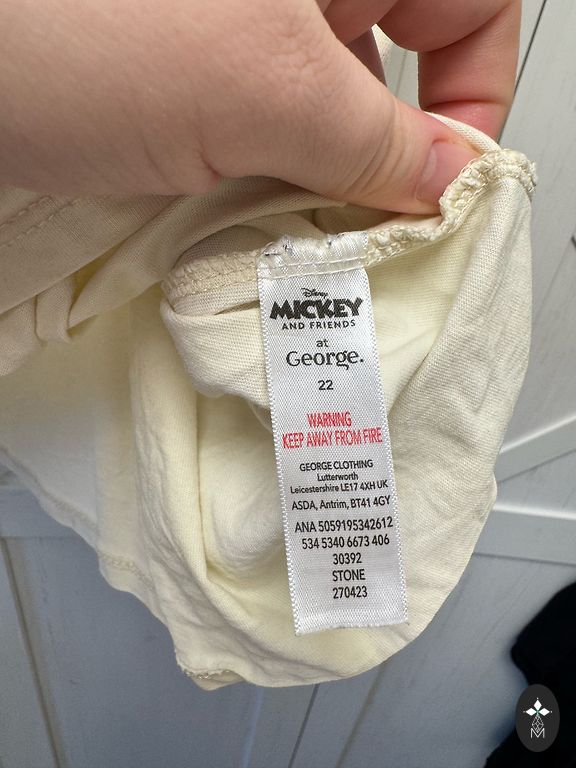 Disney
MICKEY
AND FRIENDS
at
George.
22
WARNING
KEEP AWAY FROM FIRE
GEORGE CLOTHING
Lutterworth
Leicestershire LE17 4XH UK
ASDA, Antrim, BT41 4GY
ANA 5059195342612
534 5340 6673 406
30392
STONE
270423
M